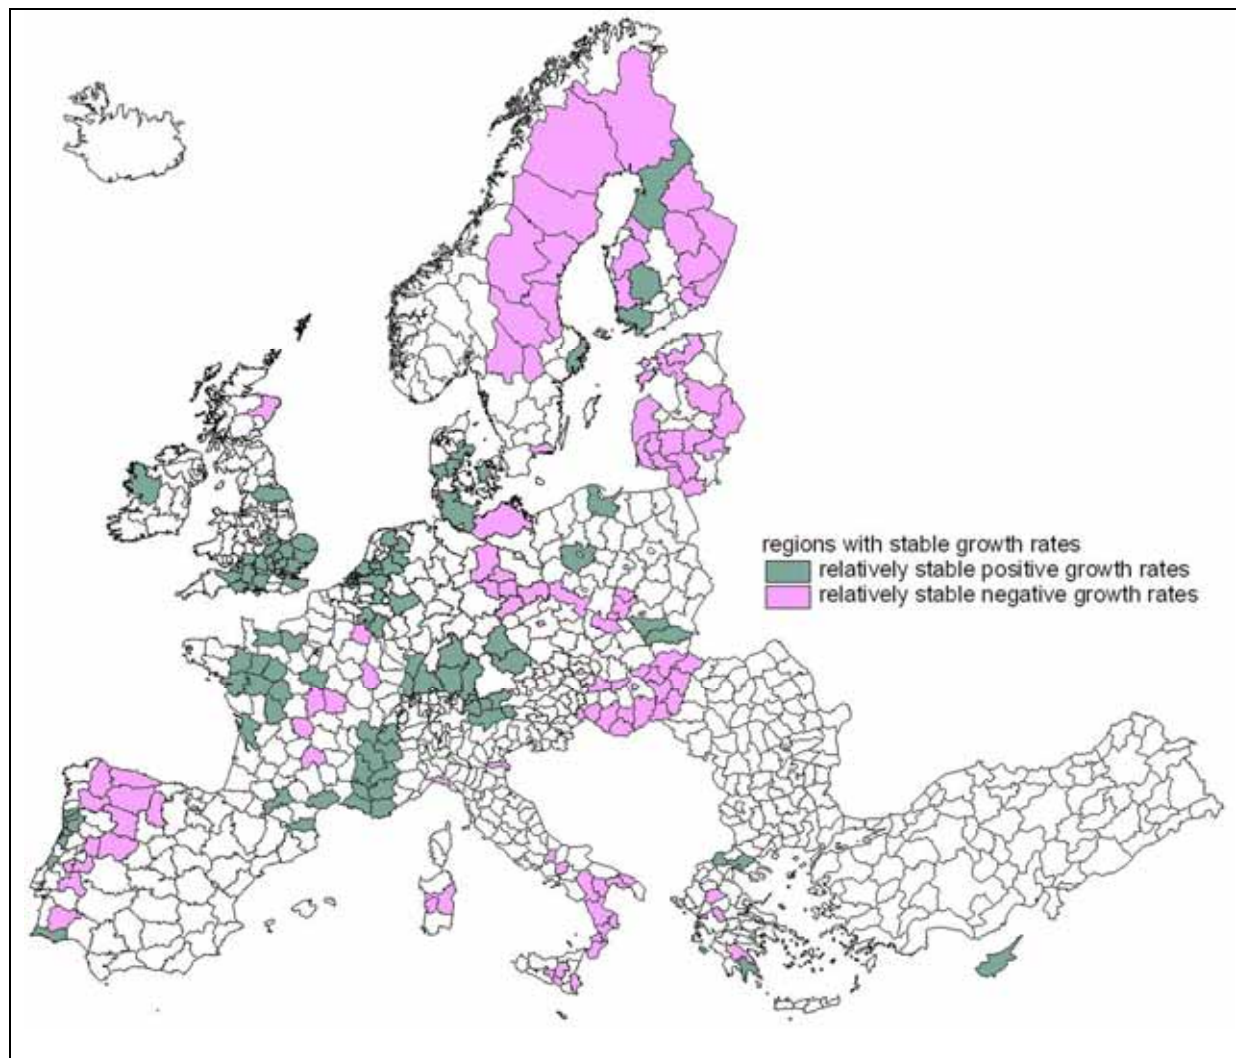 regions with stable growth rates
relatively stable positive growth rates
relatively stable negative growth rates